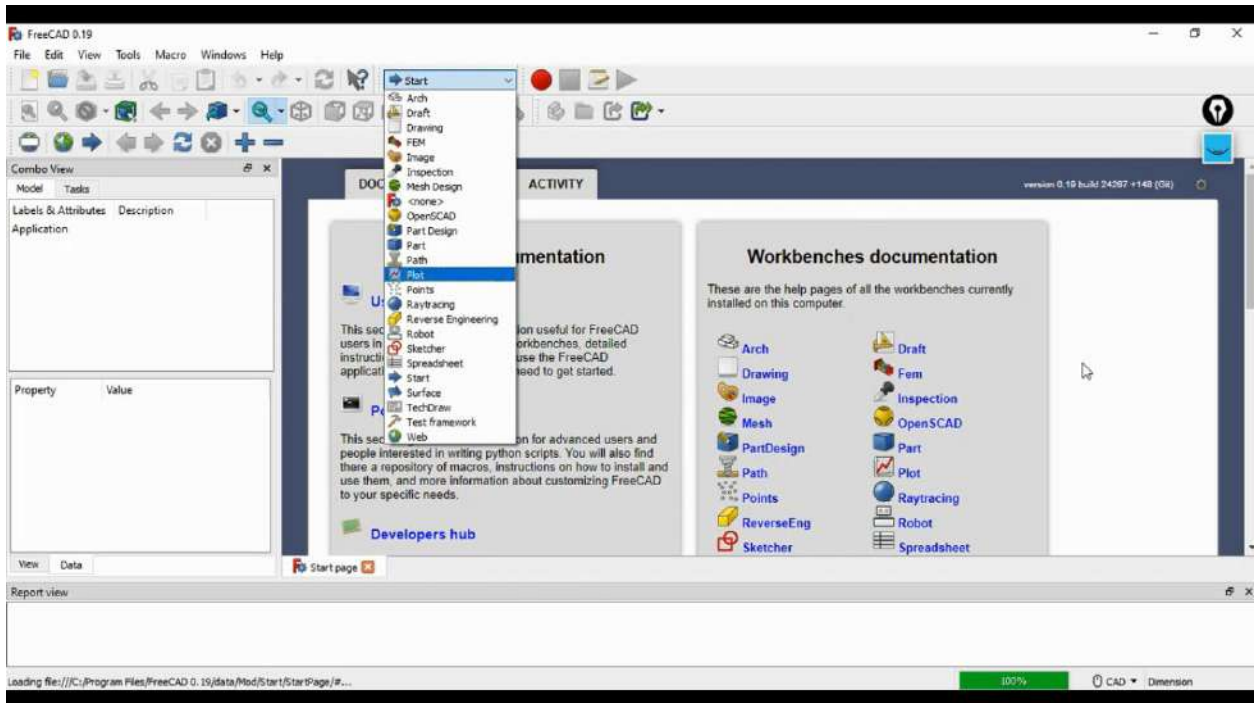 FreeCAD 0.19
File Edit View Tools Macro Windows Help
Start
Arch
Draft
Drawing
FEM
Image
Inspection
Mesh Design
<none>
OpenSCAD
Part Design
Part
Path
Plot
Points
Raytracing
Reverse Engineering
Robot
Sketcher
Spreadsheet
Start
Surface
TechDraw
Test framework
Web
Combo View
Model Tasks
Labels & Attributes Description
Application
Property Value
View Data
DOC
ACTIVITY
version 0.19 build 24267 +148 (Git)
mentation
Us
This sec ion useful for FreeCAD
users in orkbenches, detailed
instructi use the FreeCAD
applicati need to get started.
Po
This sec on for advanced users and
people interested in writing python scripts. You will also find
there a repository of macros, instructions on how to install and
use them, and more information about customizing FreeCAD
to your specific needs.
Developers hub
Workbenches documentation
These are the help pages of all the workbenches currently
installed on this computer.
Arch Draft
Drawing Fem
Image Inspection
Mesh OpenSCAD
PartDesign Part
Path Plot
Points Raytracing
ReverseEng Robot
Sketcher Spreadsheet
Start page
Report view
Loading file:///C:/Program Files/FreeCAD 0.19/data/Mod/Start/StartPage/#...
100%
CAD Dimension